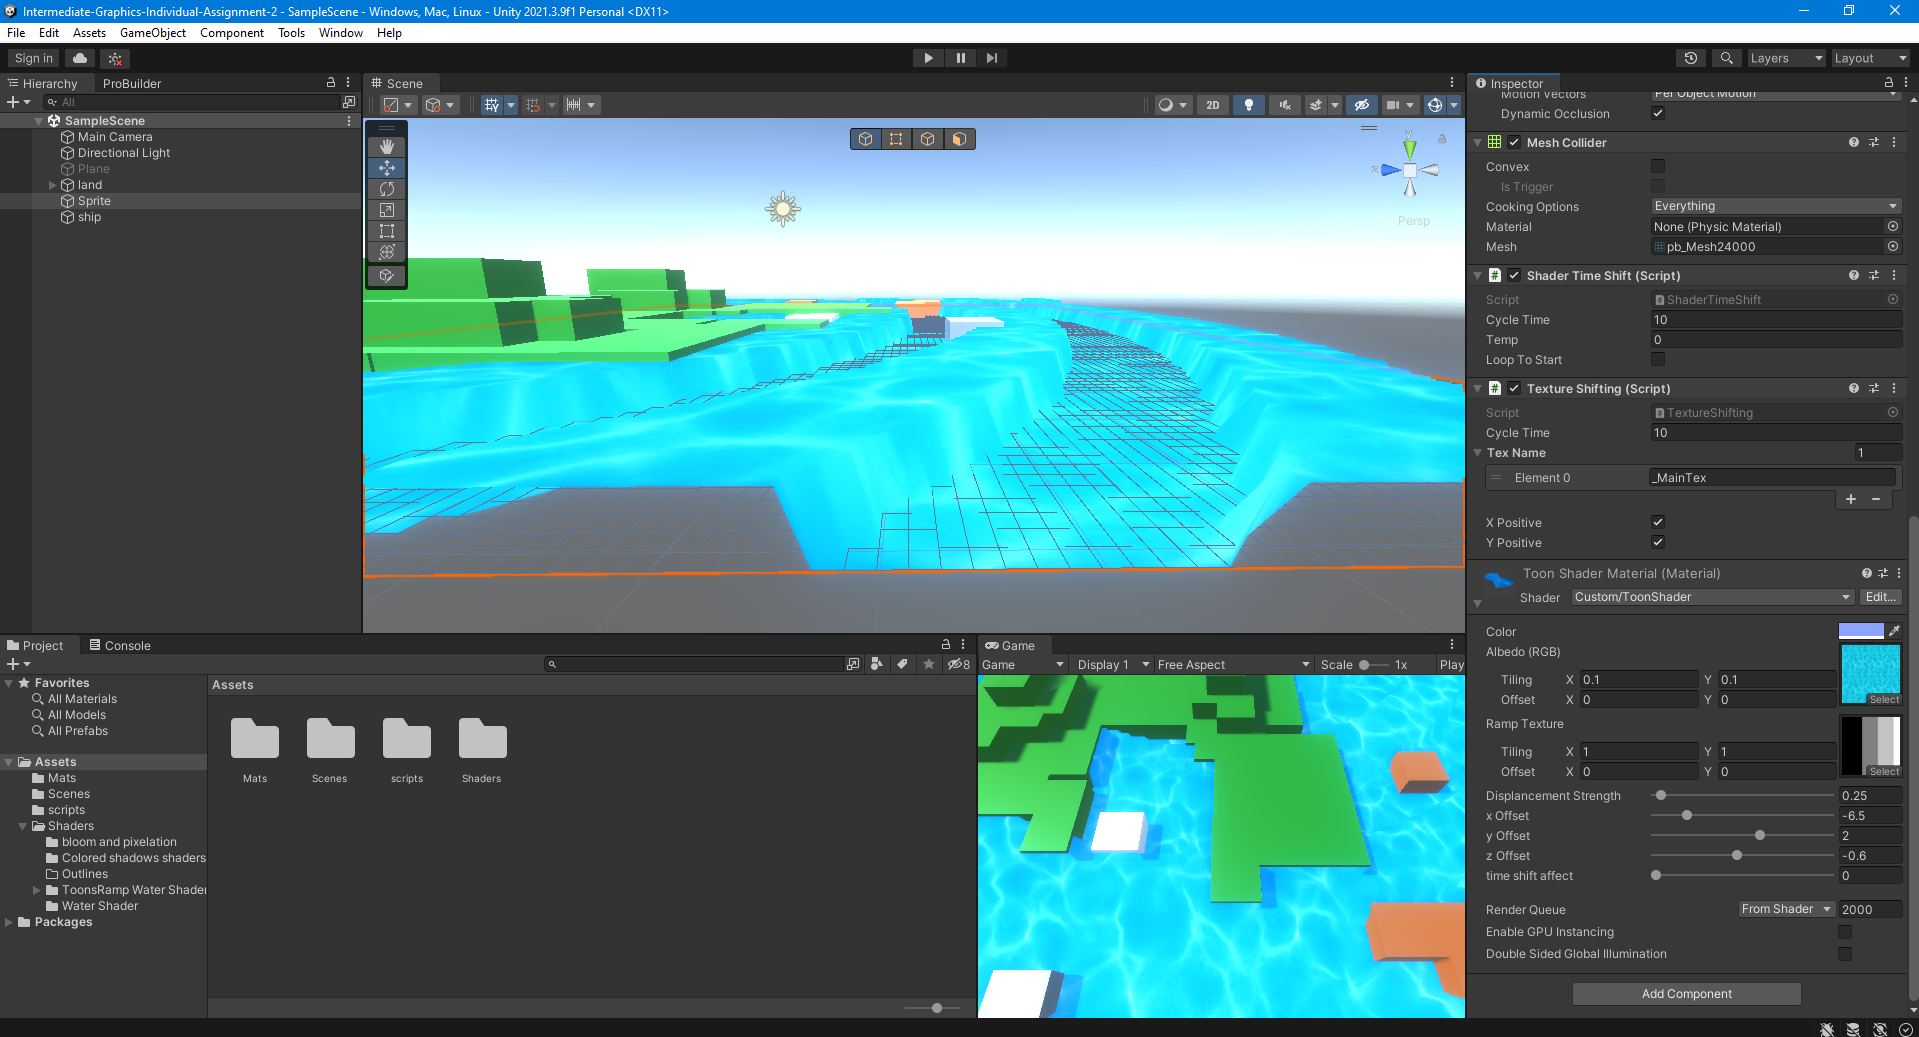 Intermediate-Graphics-Individual-Assignment-2 - SampleScene - Windows, Mac, Linux - Unity 2021.3.9f1 Personal <DX11>
File Edit Assets GameObject Component Tools Window Help
Sign in
Layers
Layout
Hierarchy
ProBuilder
All
SampleScene
Main Camera
Directional Light
Plane
land
Sprite
ship
Scene
2D
y
z
Persp
Inspector
Motion Vectors Per Object Motion
Dynamic Occlusion
Mesh Collider
Convex
Is Trigger
Cooking Options Everything
Material None (Physic Material)
Mesh pb_Mesh24000
Shader Time Shift (Script)
Script ShaderTimeShift
Cycle Time 10
Temp 0
Loop To Start
Texture Shifting (Script)
Script TextureShifting
Cycle Time 10
Tex Name 1
Element 0 _MainTex
X Positive
Y Positive
Toon Shader Material (Material)
Shader Custom/ToonShader Edit...
Color
Albedo (RGB)
Tiling X 0.1 Y 0.1
Offset X 0 Y 0
Select
Ramp Texture
Tiling X 1 Y 1
Offset X 0 Y 0
Select
Displancement Strength 0.25
x Offset -6.5
y Offset 2
z Offset -0.6
time shift affect 0
Render Queue From Shader 2000
Enable GPU Instancing
Double Sided Global Illumination
Add Component
Project
Console
8
Favorites
All Materials
All Models
All Prefabs
Assets
Mats
Scenes
scripts
Shaders
bloom and pixelation
Colored shadows shaders
Outlines
ToonsRamp Water Shader
Water Shader
Packages
Assets
Mats
Scenes
scripts
Shaders
Game
Game Display 1 Free Aspect Scale 1x Play